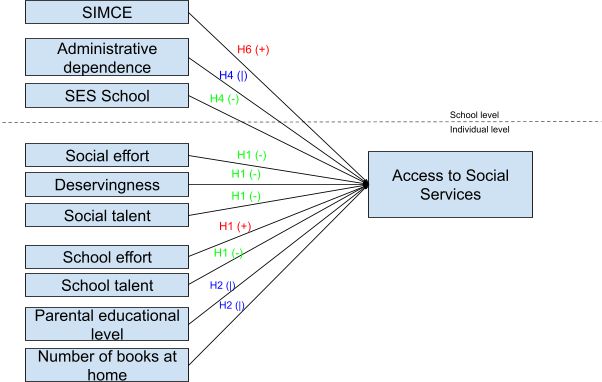 SIMCE
H6 (+)
Administrative
dependence
H4 (|)
SES School
H4 (-)
School level
Individual level
Social effort
H1 (-)
Deservingness
H1 (-)
Social talent
H1 (-)
Access to Social
Services
School effort
H1 (+)
School talent
H1 (-)
Parental educational
level
H2 (|)
Number of books at
home
H2 (|)